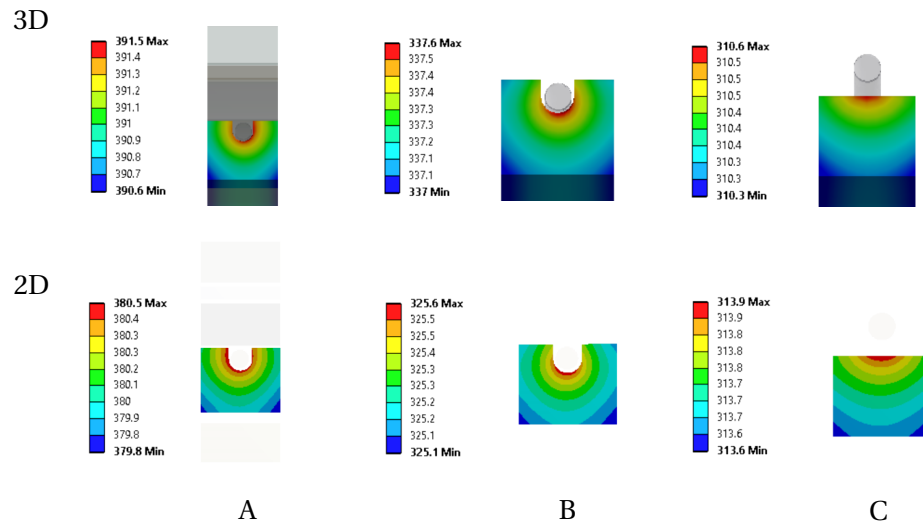 3D
391.5 Max
391.4
391.3
391.2
391.1
391
390.9
390.8
390.7
390.6 Min
337.6 Max
337.5
337.4
337.4
337.3
337.3
337.2
337.1
337.1
337 Min
310.6 Max
310.5
310.5
310.5
310.4
310.4
310.4
310.3
310.3
310.3 Min
2D
380.5 Max
380.4
380.3
380.3
380.2
380.1
380
379.9
379.8
379.8 Min
325.6 Max
325.5
325.5
325.4
325.3
325.3
325.2
325.2
325.1
325.1 Min
313.9 Max
313.9
313.8
313.8
313.8
313.7
313.7
313.7
313.6
313.6 Min
A
B
C